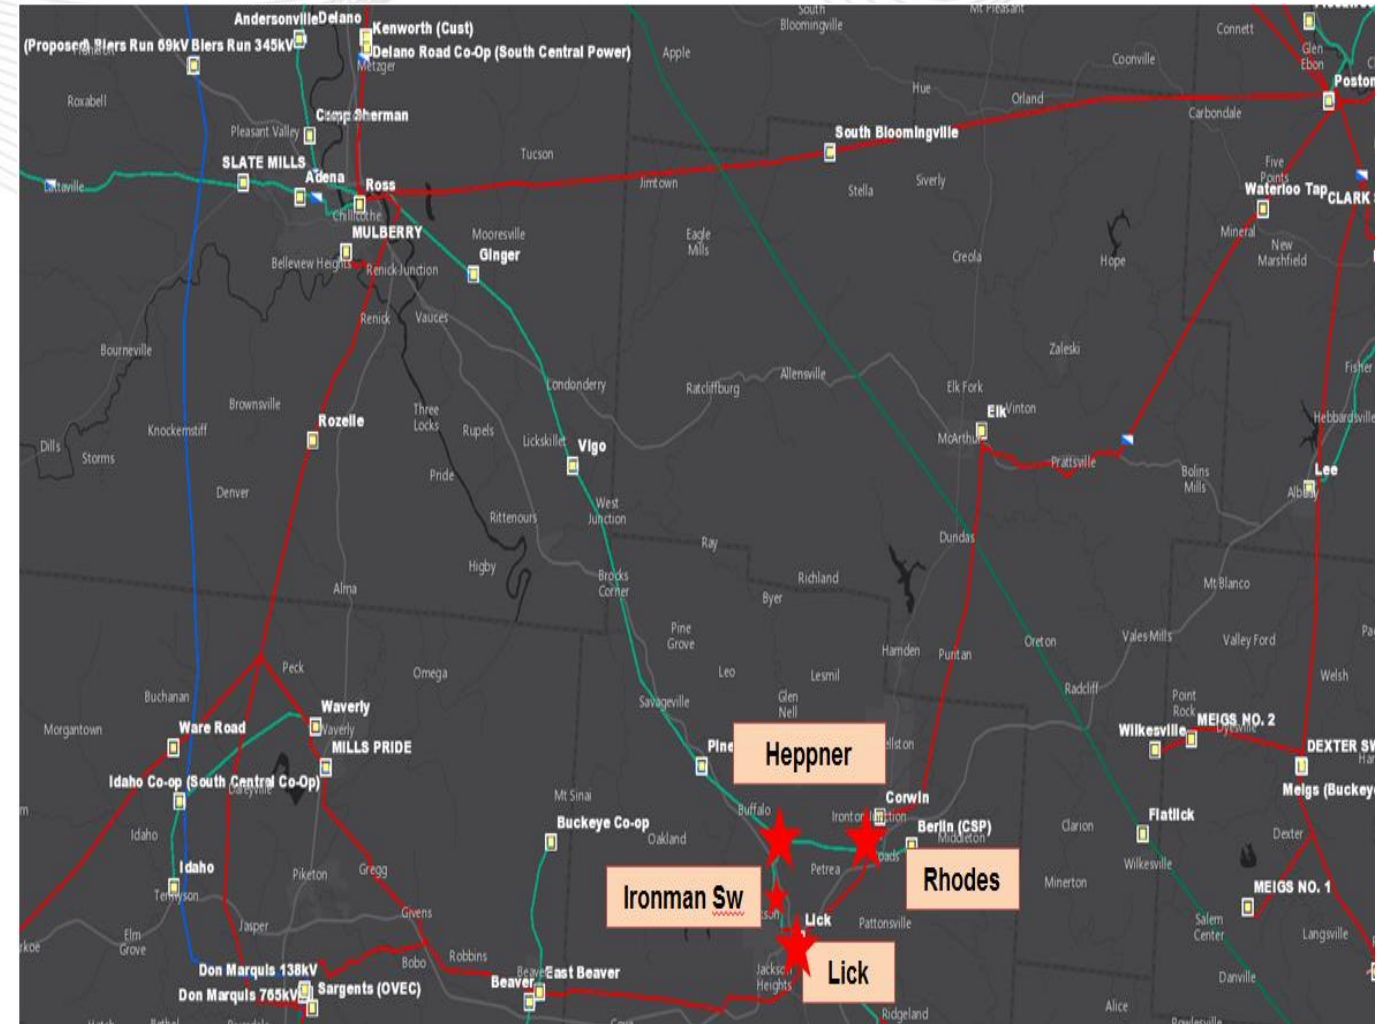 South
Bloomingville
Mt Pleasant
Andersonville Delano
Kenworth (Cust)
(Proposed) Biers Run 69kV Biers Run 345kV
Delano Road Co-Op (South Central Power)
Metzger
Apple
Connett
Glen
Ebon
Coonville
Poston
Roxabell
Hue
Orland
Carbondale
Camp Sherman
Pleasant Valley
South Bloomingville
SLATE MILLS
Tucson
Five
Points
Lattaville
Adena
Ross
Jimtown
Siverly
Stella
Waterloo Tap
CLARK
Chillicothe
MULBERRY
Mooresville
Eagle
Mills
Mineral
New
Marshfield
Ginger
Creola
Hope
Belleview Heights
Renick Junction
Renick
Vauces
Bourneville
Zaleski
Londonderry
Ratcliffburg
Allensville
Elk Fork
Fisher
Brownsville
Three
Locks
Elk
Vinton
Hebbardsville
Rozelle
Knockemstiff
Rupels
Lickskillet
Vigo
McArthur
Dills
Storms
Prattsville
Bolins
Mills
Lee
Albany
Pride
Denver
West
Junction
Rittenours
Ray
Dundas
Higby
Brocks
Corner
Richland
Byer
Mt Blanco
Alma
Pine
Grove
Hamden
Puritan
Oreton
Vales Mills
Valley Ford
Peck
Omega
Leo
Lesmil
Welsh
Buchanan
Savageville
Glen
Nell
Radcliff
Point
Rock
Waverly
Waverly
Morgantown
Ware Road
MILLS PRIDE
Wilkesville
MEIGS NO. 2
Dyesville
DEXTER SW
Pine
Heppner
Idaho Co-op (South Central Co-Op)
Mt Sinai
Corwin
Meigs (Buckeye
Buffalo
Ironton Junction
Buckeye Co-op
Berlin (CSP)
Middleton
Clarion
Flatlick
Dexter
Idaho
Oakland
Idaho
Gregg
Petrea
Rhodes
Wilkesville
Tennyson
Piketon
Ironman Sw
Minerton
MEIGS NO. 1
Givens
Lick
Pattonsville
Salem
Center
Langsville
Elm
Grove
Jasper
Robbins
Bobo
Don Marquis 138kV
East Beaver
Beaver
Jackson
Heights
Lick
Danville
Don Marquis 765kV
Sargents (OVEC)
Alice
Ridgeland